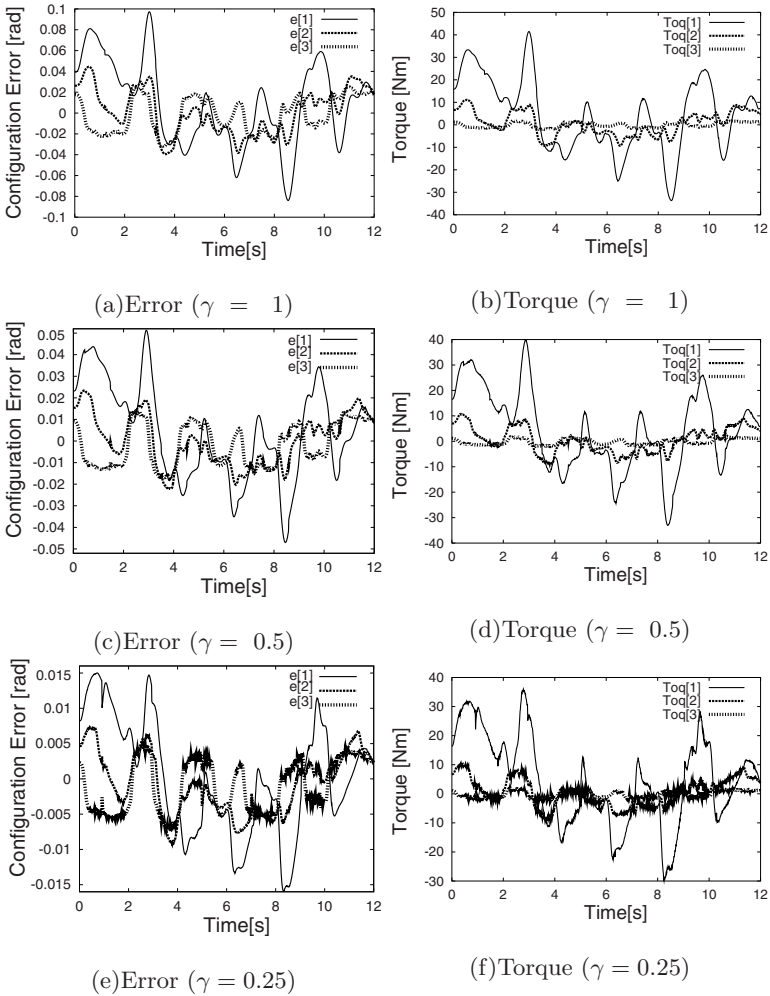 Configuration Error [rad]
0.1
0.08
0.06
0.04
0.02
0
-0.02
-0.04
-0.06
-0.08
-0.1
e[1]
e[2]
e[3]
0 2 4 6 8 10 12
Time[s]
(a)Error (γ = 1)
Torque [Nm]
50
40
30
20
10
0
-10
-20
-30
-40
Toq[1]
Toq[2]
Toq[3]
0 2 4 6 8 10 12
Time[s]
(b)Torque (γ = 1)
Configuration Error [rad]
0.05
0.04
0.03
0.02
0.01
0
-0.01
-0.02
-0.03
-0.04
-0.05
e[1]
e[2]
e[3]
0 2 4 6 8 10 12
Time[s]
(c)Error (γ = 0.5)
Torque [Nm]
40
30
20
10
0
-10
-20
-30
-40
Toq[1]
Toq[2]
Toq[3]
0 2 4 6 8 10 12
Time[s]
(d)Torque (γ = 0.5)
Configuration Error [rad]
0.015
0.01
0.005
0
-0.005
-0.01
-0.015
e[1]
e[2]
e[3]
0 2 4 6 8 10 12
Time[s]
(e)Error (γ = 0.25)
Torque [Nm]
40
30
20
10
0
-10
-20
-30
Toq[1]
Toq[2]
Toq[3]
0 2 4 6 8 10 12
Time[s]
(f)Torque (γ = 0.25)